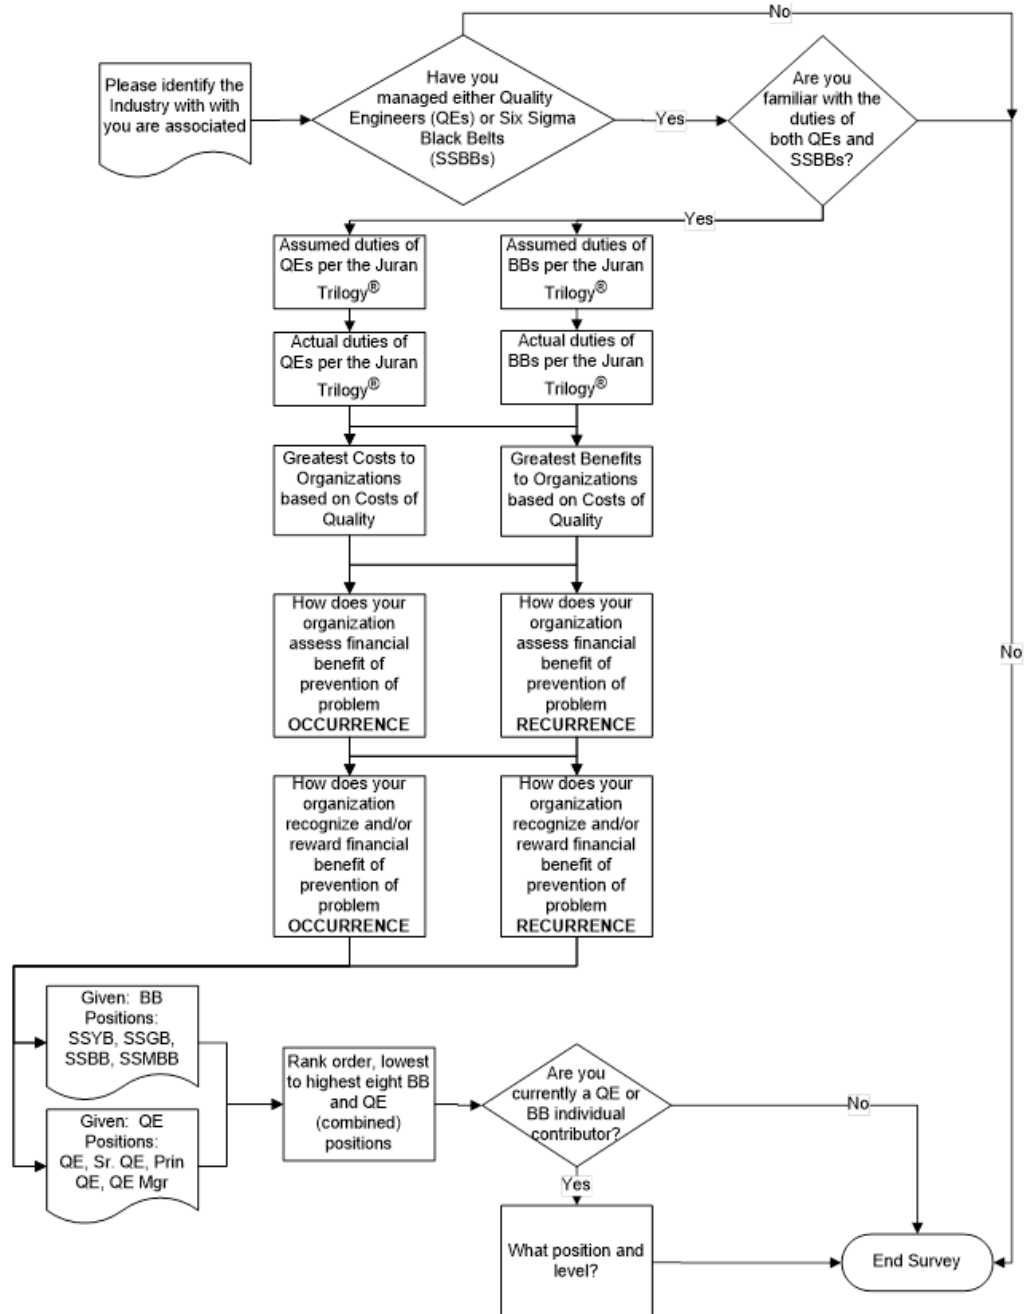 No
Please identify the
Industry with with
you are associated
Have you
managed either Quality
Engineers (QEs) or Six Sigma
Black Belts
(SSBBs)
Yes
Are you
familiar with the
duties of
both QEs and
SSBBs?
Yes
Assumed duties of
QEs per the Juran
Trilogy®
Assumed duties of
BBs per the Juran
Trilogy®
Actual duties of
QEs per the Juran
Trilogy®
Actual duties of
BBs per the Juran
Trilogy®
Greatest Costs to
Organizations
based on Costs of
Quality
Greatest Benefits
to Organizations
based on Costs of
Quality
How does your
organization
assess financial
benefit of
prevention of
problem
OCCURRENCE
How does your
organization
assess financial
benefit of
prevention of
problem
RECURRENCE
No
How does your
organization
recognize and/or
reward financial
benefit of
prevention of
problem
OCCURRENCE
How does your
organization
recognize and/or
reward financial
benefit of
prevention of
problem
RECURRENCE
Given: BB
Positions:
SSYB, SSGB,
SSBB, SSMBB
Given: QE
Positions:
QE, Sr. QE, Prin
QE, QE Mgr
Rank order, lowest
to highest eight BB
and QE
(combined)
positions
Are you
currently a QE or
BB individual
contributor?
No
Yes
What position and
level?
End Survey